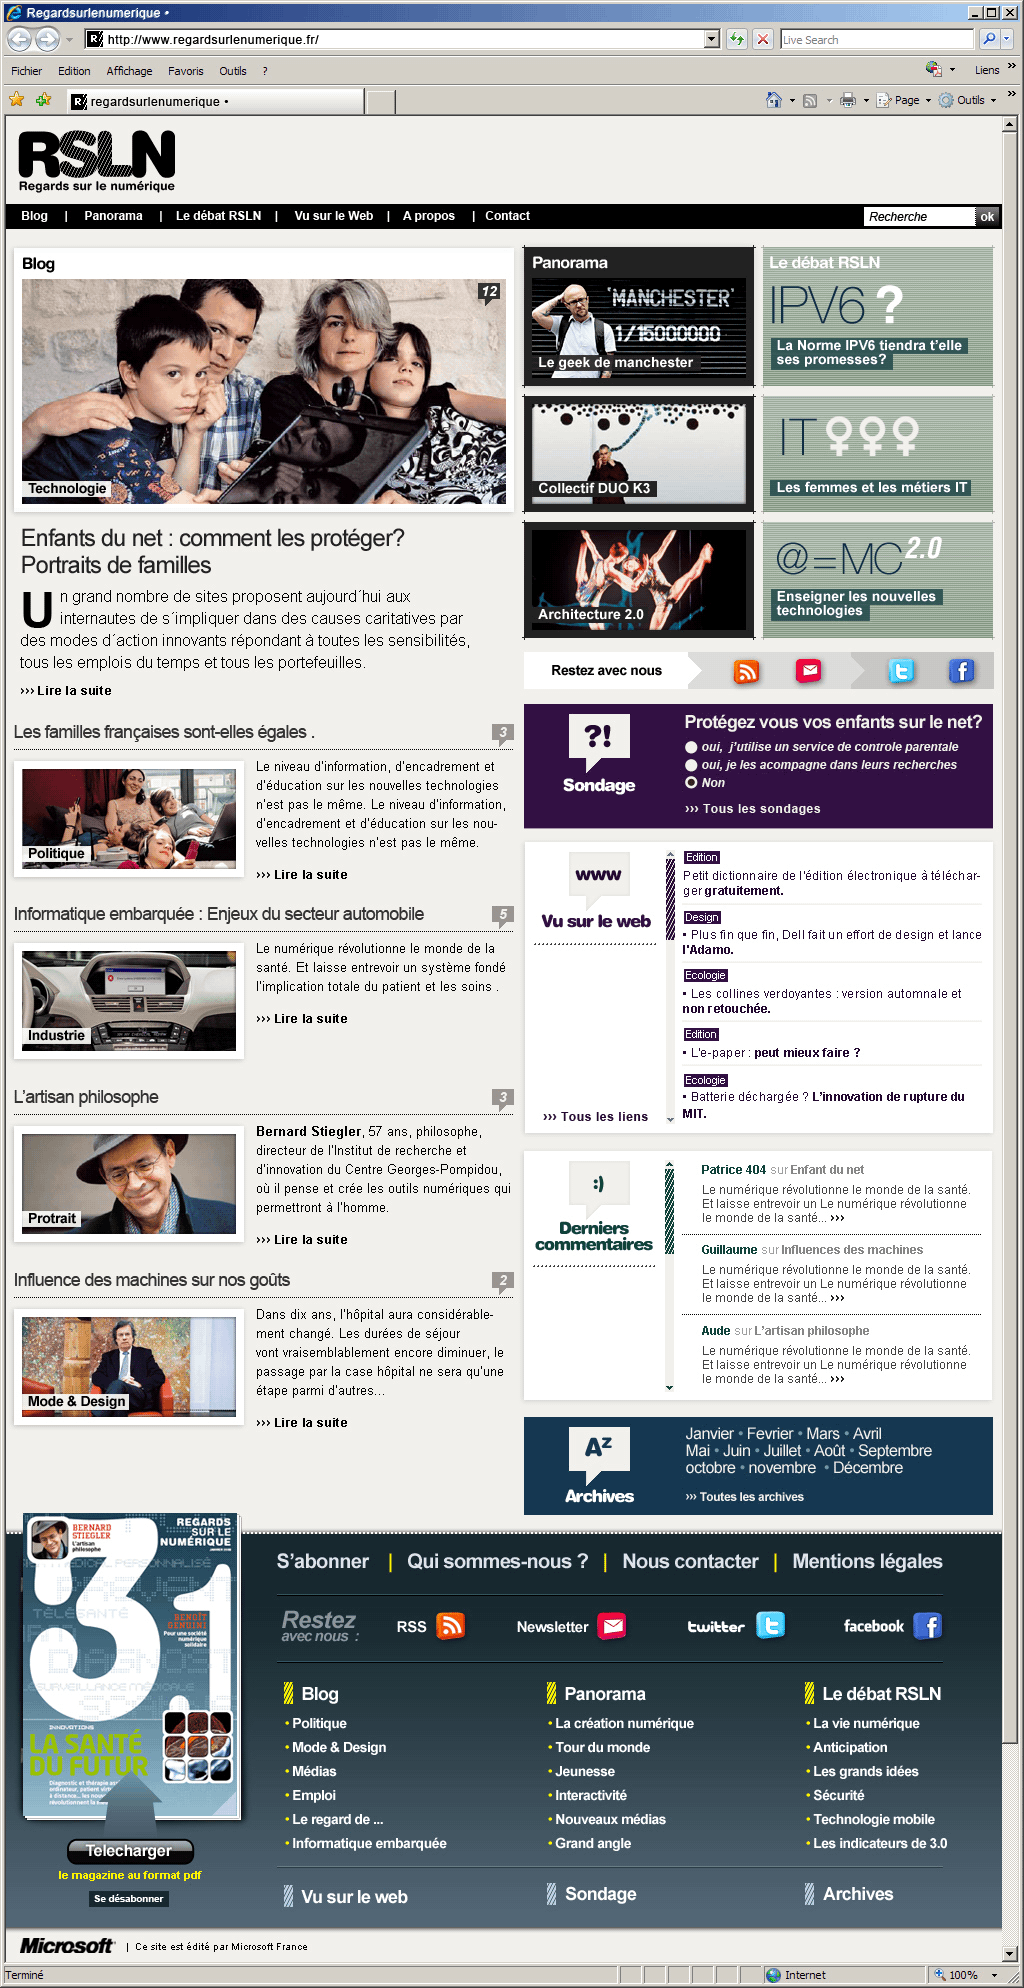 Regardsurlenumerique •
http://www.regardsurlenumerique.fr/
Live Search
Fichier Edition Affichage Favoris Outils ?
Liens
regardsurlenumerique •
Page Outils
RSLN
Regards sur le numérique
Blog | Panorama | Le débat RSLN | Vu sur le Web | A propos | Contact
Recherche ok
Blog
12
Technologie
Enfants du net : comment les protéger?
Portraits de familles
Un grand nombre de sites proposent aujourd´hui aux
internautes de s´impliquer dans des causes caritatives par
des modes d´action innovants répondant à toutes les sensibilités,
tous les emplois du temps et tous les portefeuilles.
››› Lire la suite
Les familles françaises sont-elles égales .
3
Politique
Le niveau d'information, d'encadrement et
d'éducation sur les nouvelles technologies
n'est pas le même. Le niveau d'information,
d'encadrement et d'éducation sur les nou-
velles technologies n'est pas le même.
››› Lire la suite
Informatique embarquée : Enjeux du secteur automobile
5
Industrie
Le numérique révolutionne le monde de la
santé. Et laisse entrevoir un système fondé
l'implication totale du patient et les soins .
››› Lire la suite
L'artisan philosophe
3
Protrait
Bernard Stiegler, 57 ans, philosophe,
directeur de l'Institut de recherche et
d'innovation du Centre Georges-Pompidou,
où il pense et crée les outils numériques qui
permettront à l'homme.
››› Lire la suite
Influence des machines sur nos goûts
2
Mode & Design
Dans dix ans, l'hôpital aura considérable-
ment changé. Les durées de séjour
vont vraisemblablement encore diminuer, le
passage par la case hôpital ne sera qu'une
étape parmi d'autres...
››› Lire la suite
Panorama
'MANCHESTER'
1/15000000
Le geek de manchester
Collectif DUO K3
Architecture 2.0
Le débat RSLN
IPV6 ?
La Norme IPV6 tiendra t'elle
ses promesses?
IT ♀♀♀
Les femmes et les métiers IT
@=MC2.0
Enseigner les nouvelles
technologies
Restez avec nous
?!
Sondage
Protégez vous vos enfants sur le net?
oui, j'utilise un service de controle parentale
oui, je les acompagne dans leurs recherches
Non
››› Tous les sondages
www
Vu sur le web
››› Tous les liens
Edition
Petit dictionnaire de l'édition électronique à téléchar-
ger gratuitement.
Design
• Plus fin que fin, Dell fait un effort de design et lance
l'Adamo.
Ecologie
• Les collines verdoyantes : version automnale et
non retouchée.
Edition
• L'e-paper : peut mieux faire ?
Ecologie
• Batterie déchargée ? L'innovation de rupture du
MIT.
:)
Derniers
commentaires
Patrice 404 sur Enfant du net
Le numérique révolutionne le monde de la santé.
Et laisse entrevoir un Le numérique révolutionne
le monde de la santé... ›››
Guillaume sur Influences des machines
Le numérique révolutionne le monde de la santé.
Et laisse entrevoir un Le numérique révolutionne
le monde de la santé... ›››
Aude sur L'artisan philosophe
Le numérique révolutionne le monde de la santé.
Et laisse entrevoir un Le numérique révolutionne
le monde de la santé... ›››
AZ
Archives
Janvier • Fevrier • Mars • Avril
Mai • Juin • Juillet • Août • Septembre
octobre • novembre • Décembre
››› Toutes les archives
BERNARD
STIEGLER
L'artisan
philosophe
REGARDS
SUR LE
NUMÉRIQUE
3.1
TÉLÉSANTÉ
BENOÎT
Pour une société
numérique
solidaire
INNOVATIONS
LA SANTÉ
DU FUTUR
Telecharger
le magazine au format pdf
Se désabonner
S'abonner | Qui sommes-nous ? | Nous contacter | Mentions légales
Restez
avec nous :
RSS
Newsletter
twitter
facebook
Blog
• Politique
• Mode & Design
• Médias
• Emploi
• Le regard de ...
• Informatique embarquée
Panorama
• La création numérique
• Tour du monde
• Jeunesse
• Interactivité
• Nouveaux médias
• Grand angle
Le débat RSLN
• La vie numérique
• Anticipation
• Les grands idées
• Sécurité
• Technologie mobile
• Les indicateurs de 3.0
Vu sur le web
Sondage
Archives
Microsoft | Ce site est édité par Microsoft France
Terminé
Internet
100%